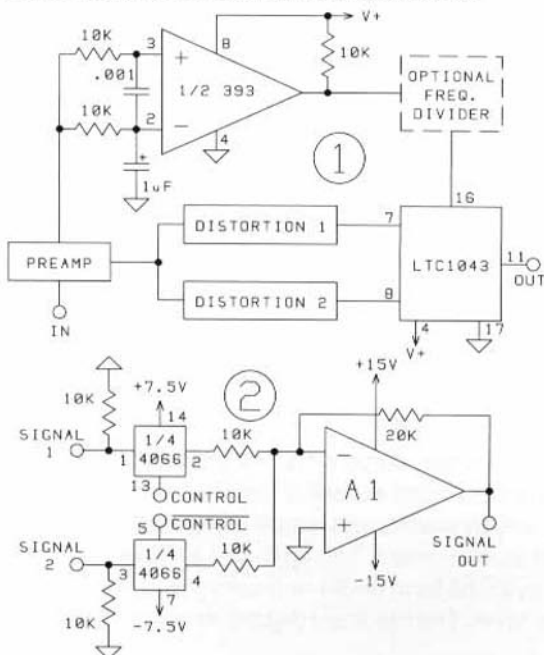 V+
10K
3
8
.001
+
10K
OPTIONAL
FREQ.
DIVIDER
1/2 393
10K
2
−
4
+
1uF
①
16
DISTORTION 1
7
PREAMP
LTC1043
11
OUT
DISTORTION 2
8
IN
4
17
V+
+7.5V
②
+15V
10K
14
SIGNAL
1
1
1/4
4066
2
10K
20K
13
CONTROL
−
A1
5
C̅O̅N̅T̅R̅O̅L̅
+
SIGNAL
2
3
1/4
4066
4
10K
SIGNAL
OUT
7
10K
-7.5V
-15V